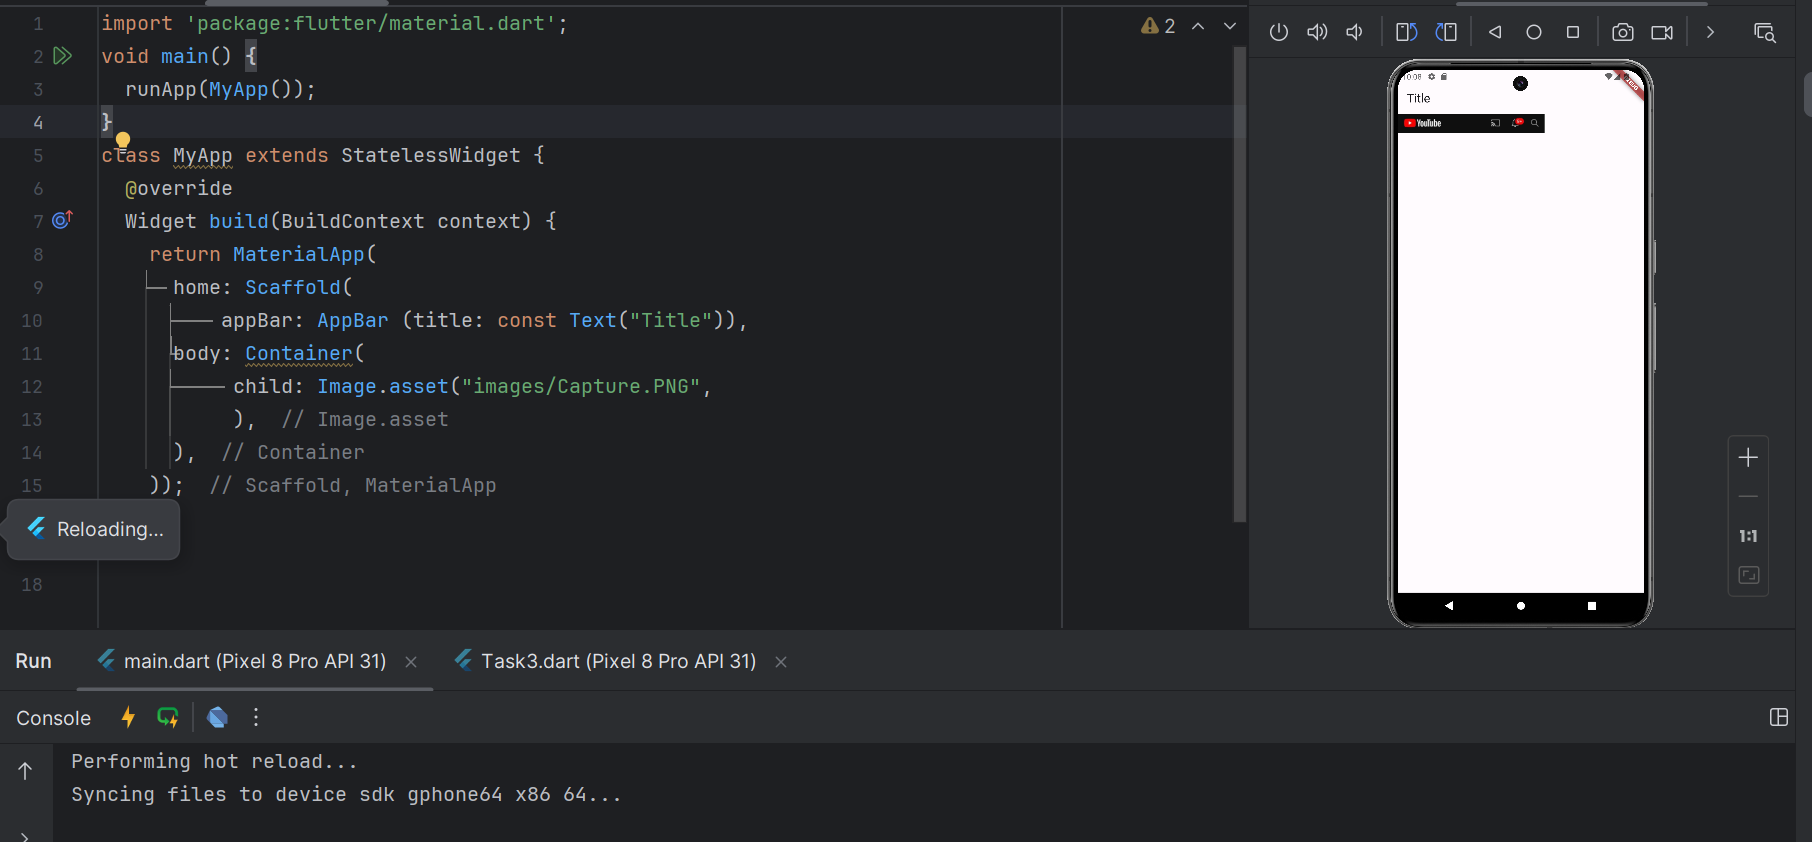 1 import 'package:flutter/material.dart';
2 void main() {
3 runApp(MyApp());
4 }
5 class MyApp extends StatelessWidget {
6 @override
7 Widget build(BuildContext context) {
8 return MaterialApp(
9 home: Scaffold(
10 appBar: AppBar (title: const Text("Title")),
11 body: Container(
12 child: Image.asset("images/Capture.PNG",
13 ), // Image.asset
14 ), // Container
15 )); // Scaffold, MaterialApp
Reloading...
18
2
10:08
Title
YouTube
1:1
Run
main.dart (Pixel 8 Pro API 31)
Task3.dart (Pixel 8 Pro API 31)
Console
Performing hot reload...
Syncing files to device sdk gphone64 x86 64...